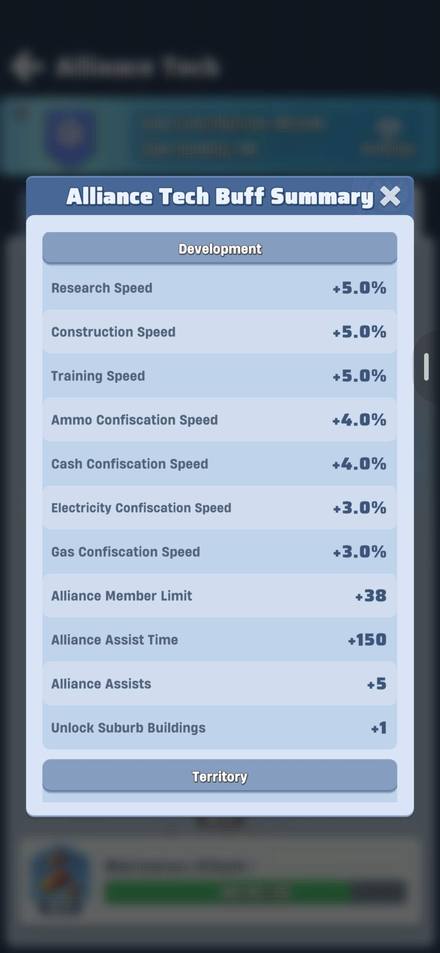 Alliance Tech
Alliance Tech Buff Summary
Development
Research Speed +5.0%
Construction Speed +5.0%
Training Speed +5.0%
Ammo Confiscation Speed +4.0%
Cash Confiscation Speed +4.0%
Electricity Confiscation Speed +3.0%
Gas Confiscation Speed +3.0%
Alliance Member Limit +38
Alliance Assist Time +150
Alliance Assists +5
Unlock Suburb Buildings +1
Territory